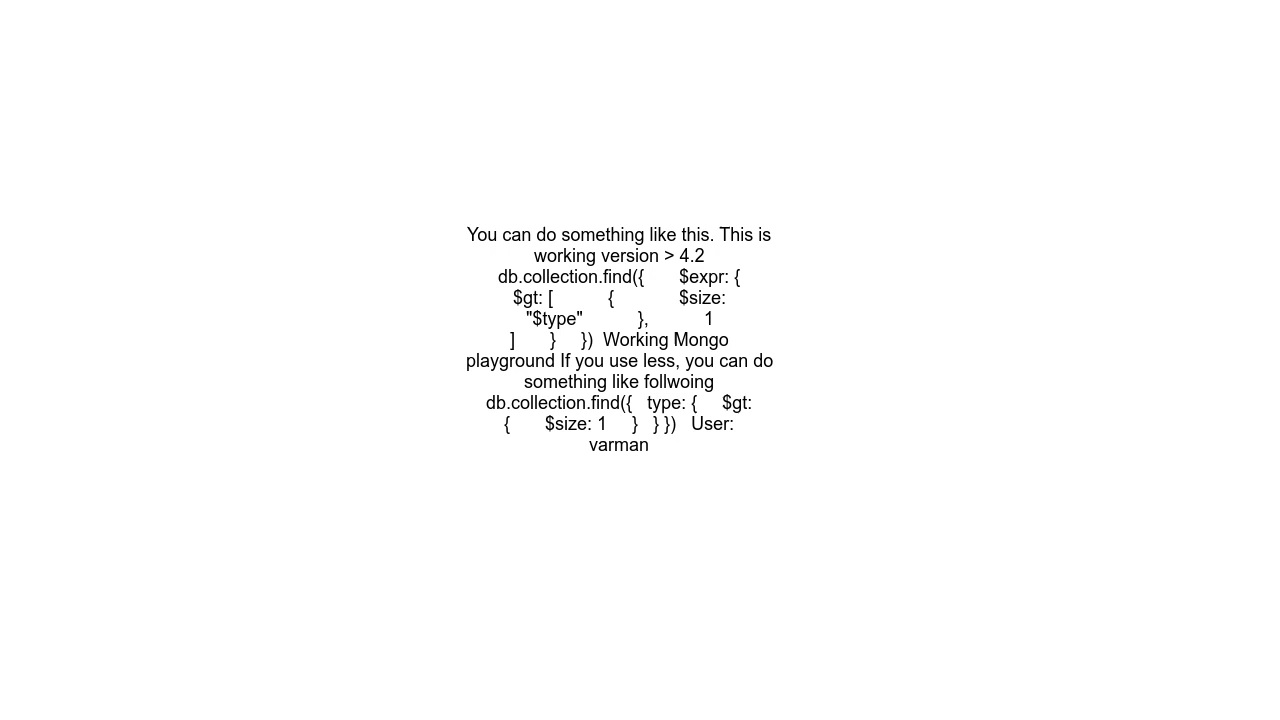 You can do something like this. This is
working version > 4.2
db.collection.find({       $expr: {
$gt: [           {             $size:
"$type"           },           1
]       }     })  Working Mongo
playground If you use less, you can do
something like follwoing
db.collection.find({   type: {     $gt:
{       $size: 1     }   } })   User:
varman